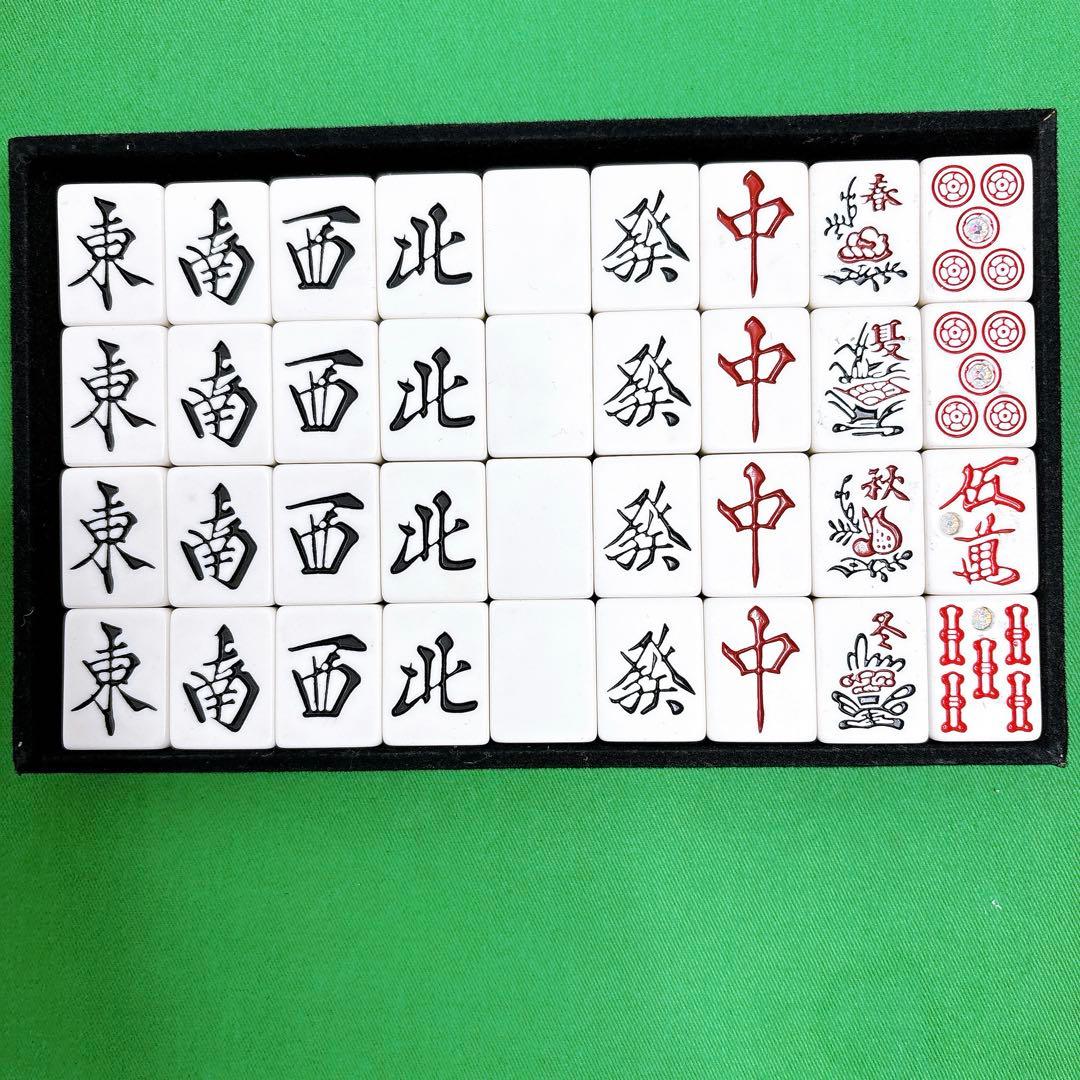 東 南 西 北 發 中 春
東 南 西 北 發 中 夏
東 南 西 北 發 中 秋 伍萬
東 南 西 北 發 中 冬